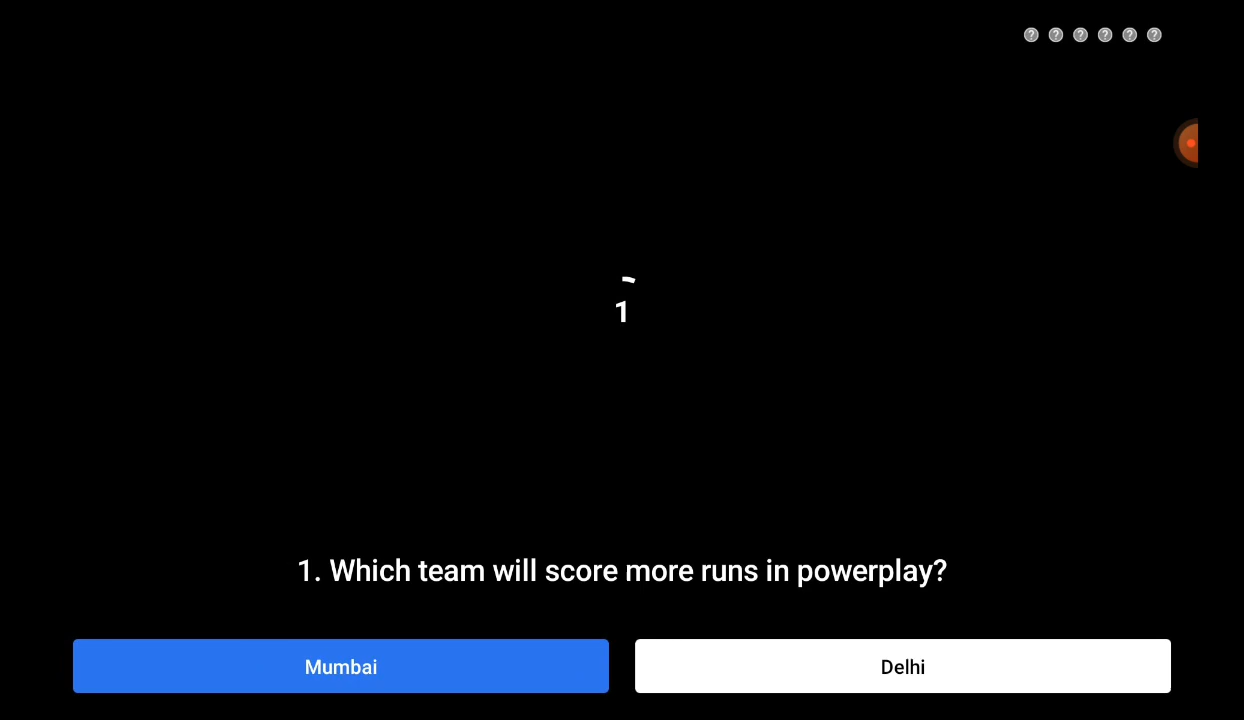 ? ? ? ? ? ?
1
1. Which team will score more runs in powerplay?
Mumbai
Delhi